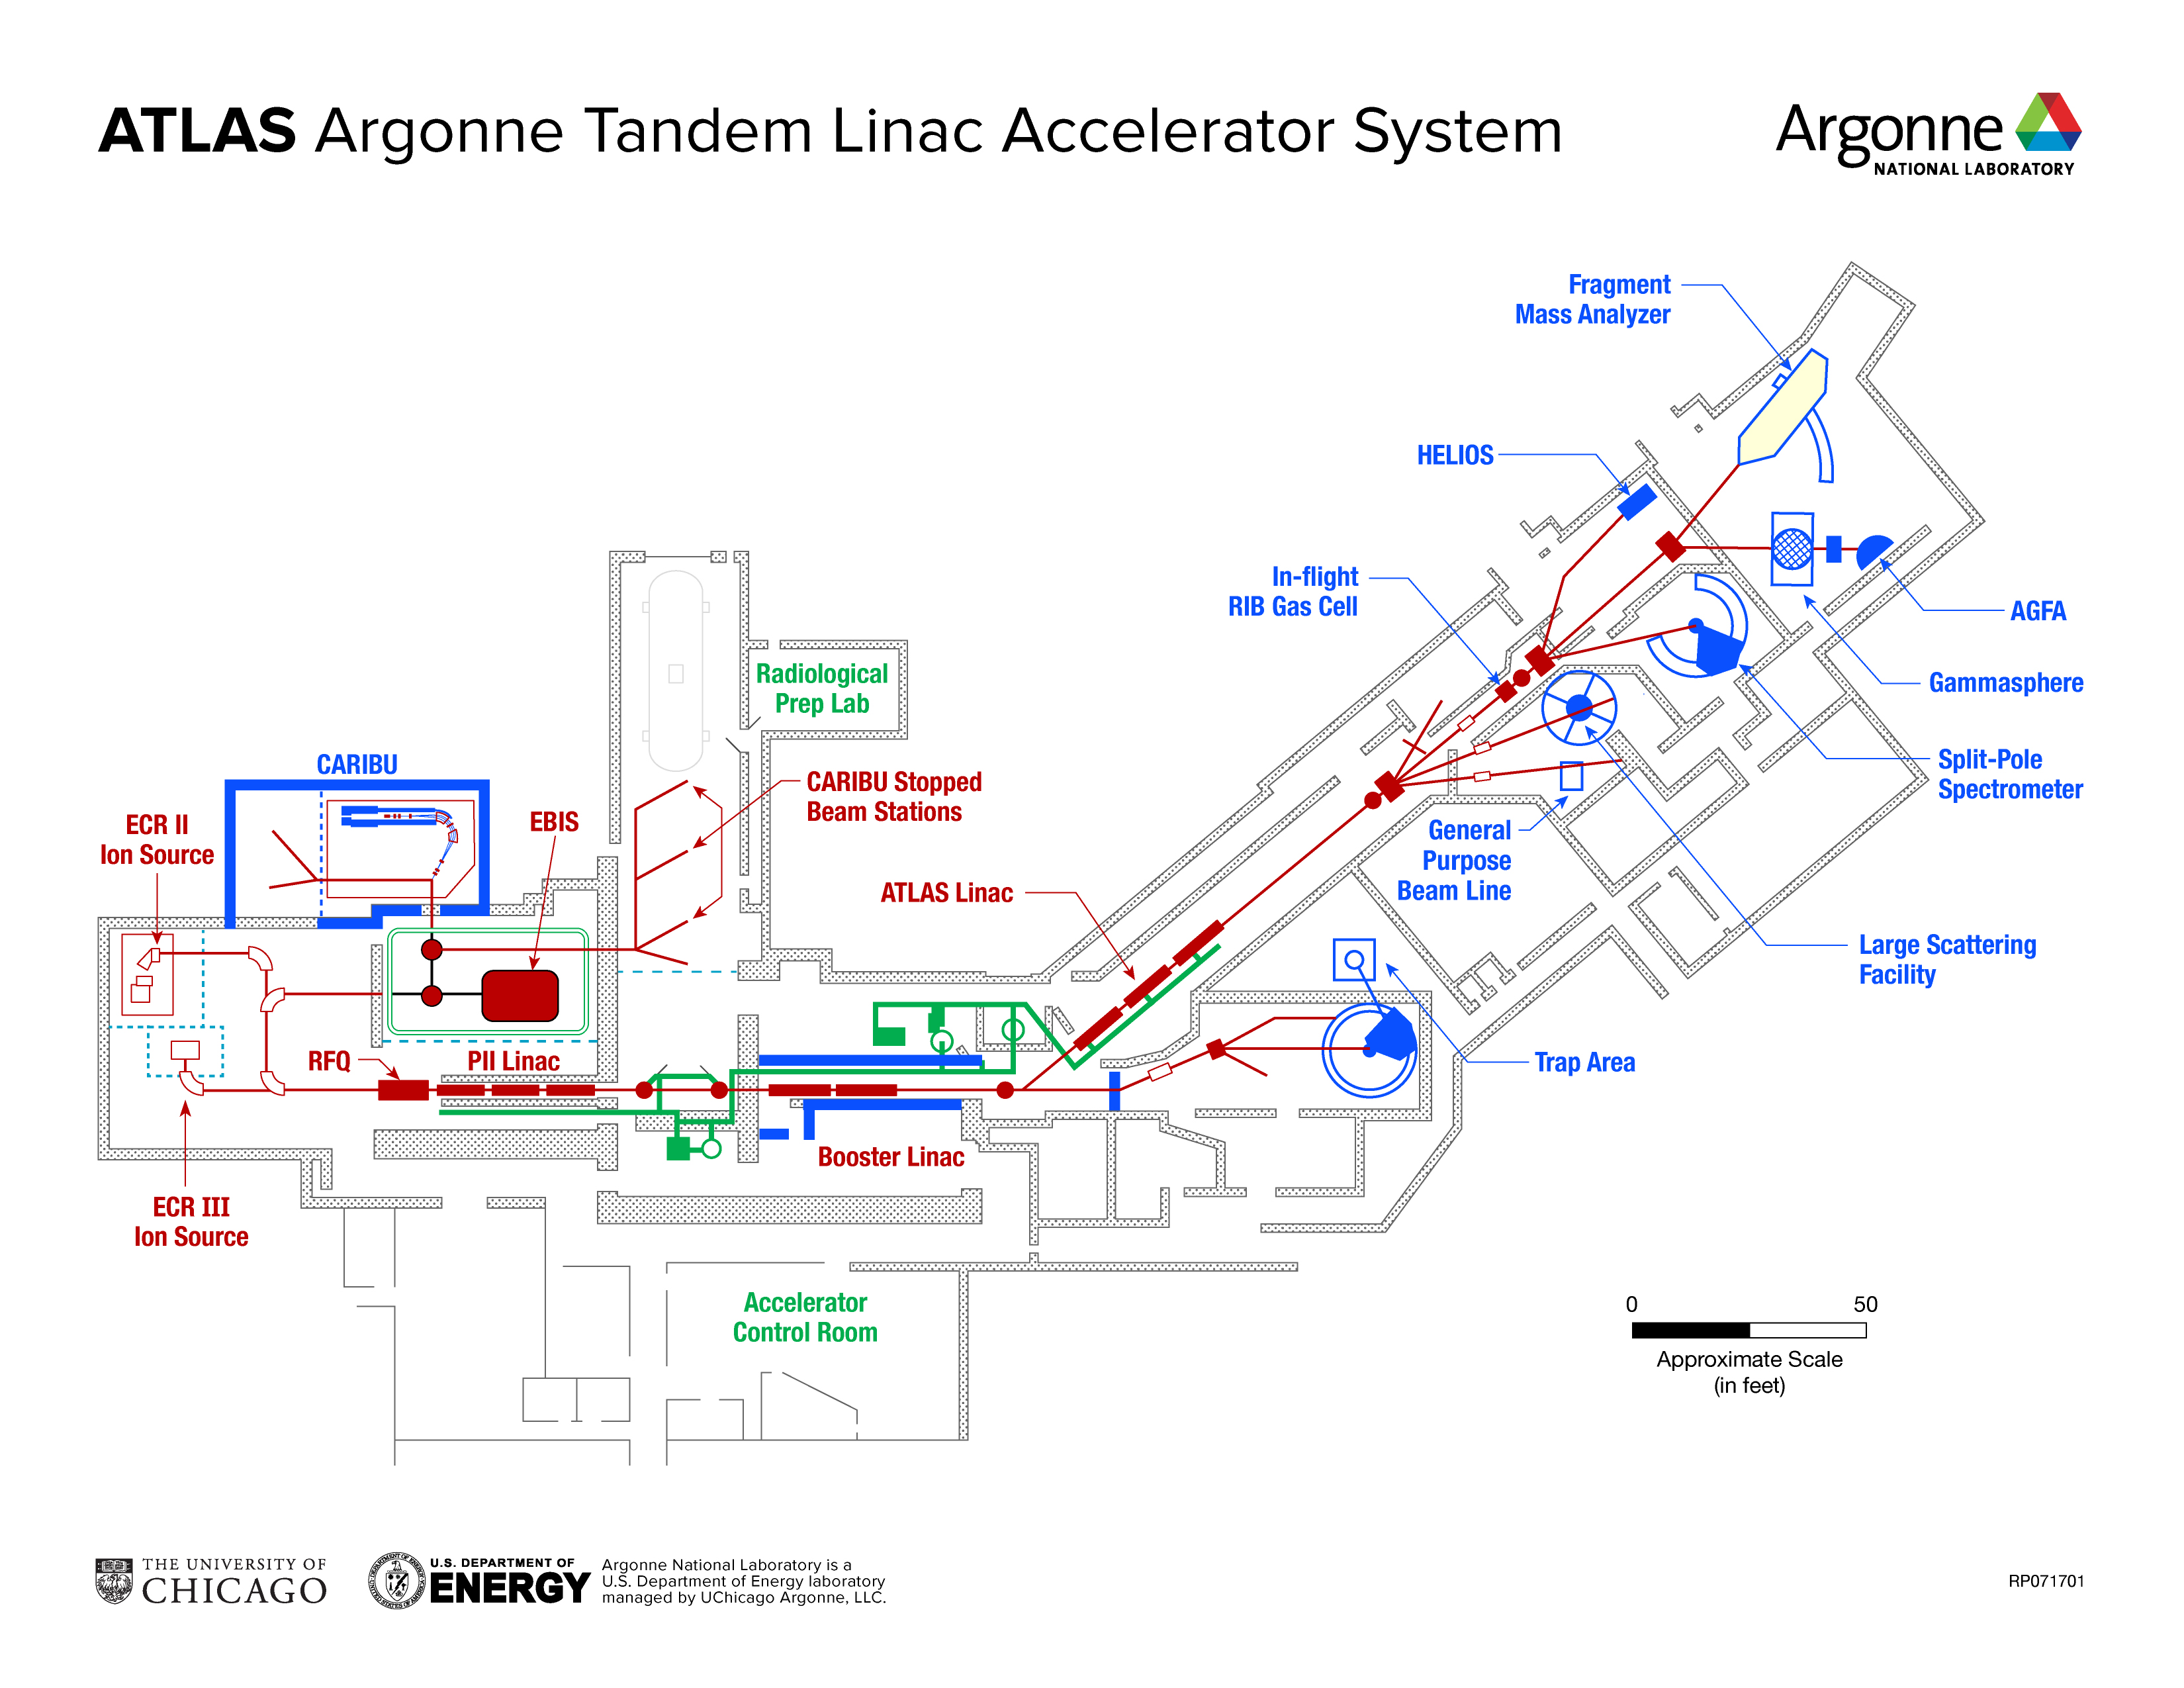 ATLAS Argonne Tandem Linac Accelerator System
Argonne
NATIONAL LABORATORY
Fragment
Mass Analyzer
HELIOS
In-flight
RIB Gas Cell
AGFA
Gammasphere
Split-Pole
Spectrometer
General
Purpose
Beam Line
Large Scattering
Facility
Trap Area
ATLAS Linac
Radiological
Prep Lab
CARIBU Stopped
Beam Stations
CARIBU
EBIS
ECR II
Ion Source
RFQ
PII Linac
Booster Linac
ECR III
Ion Source
Accelerator
Control Room
0 50
Approximate Scale
(in feet)
THE UNIVERSITY OF
CHICAGO
U.S. DEPARTMENT OF
ENERGY
Argonne National Laboratory is a
U.S. Department of Energy laboratory
managed by UChicago Argonne, LLC.
RP071701